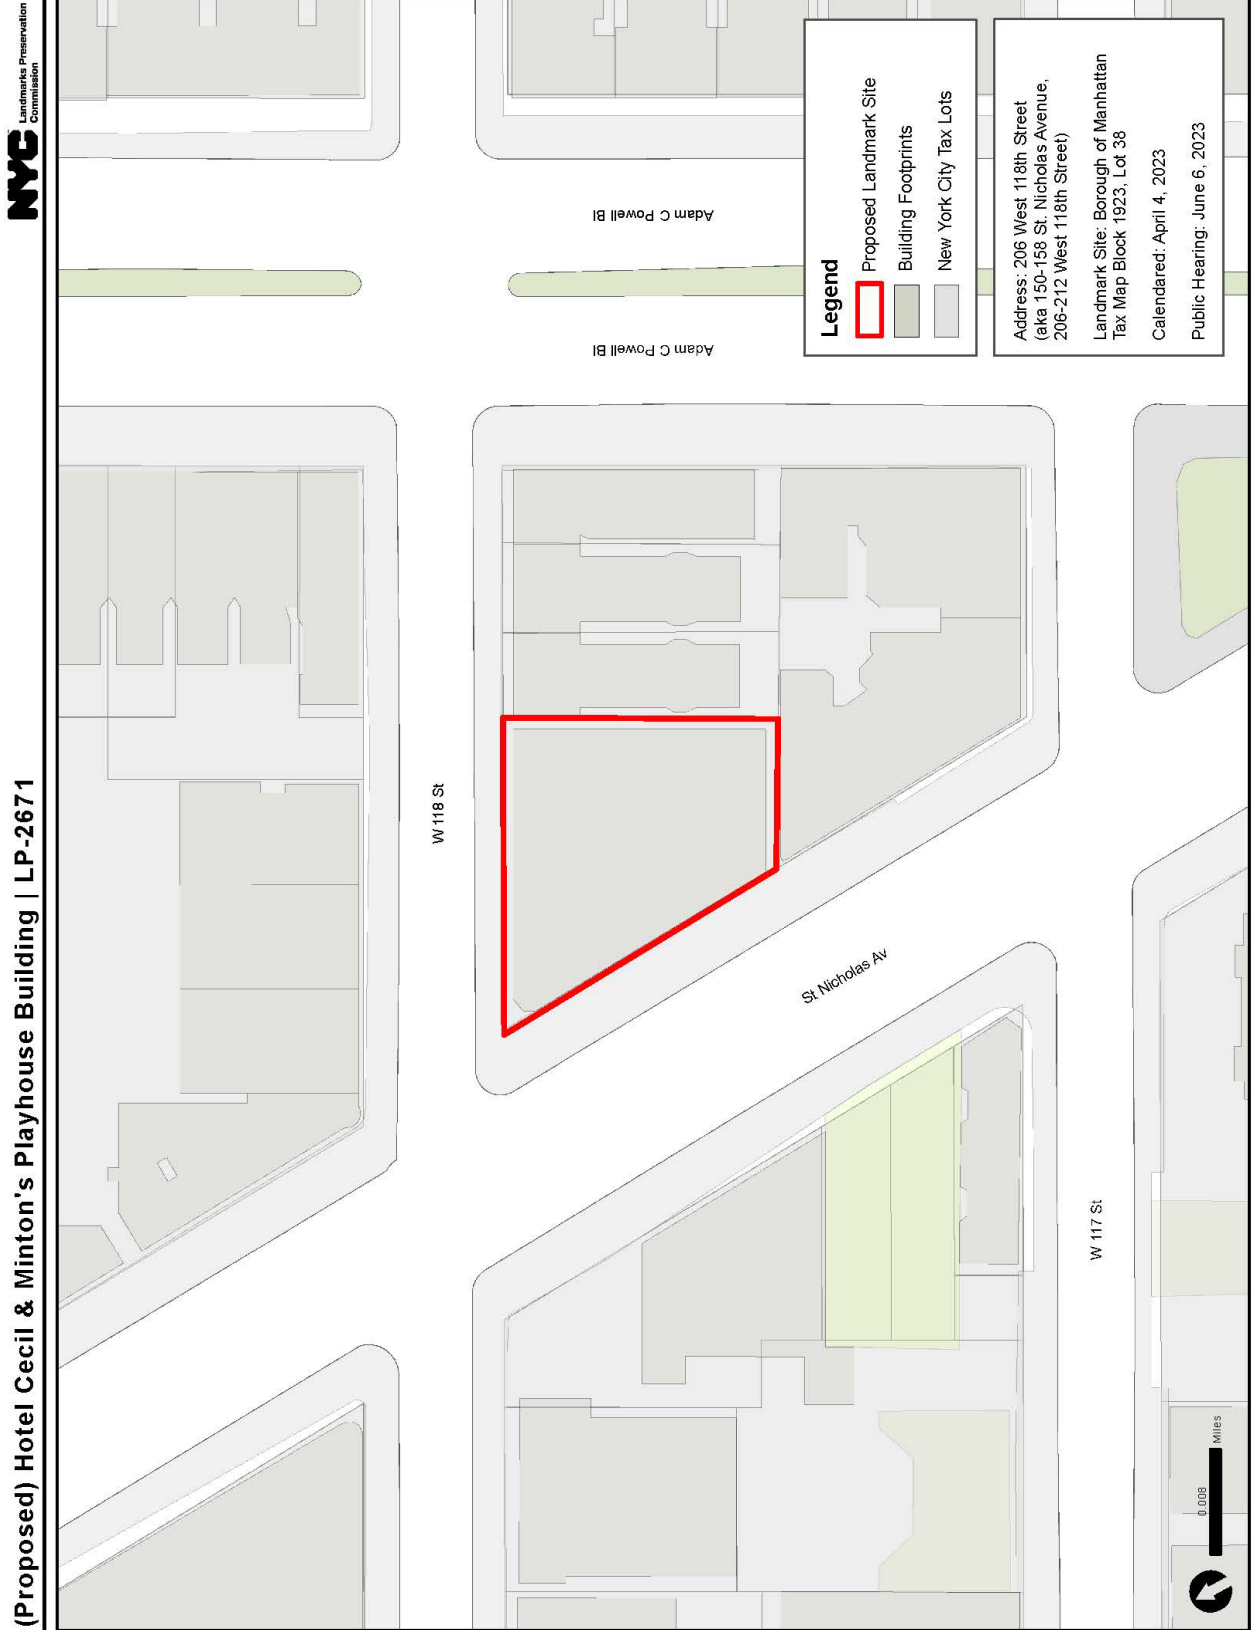 (Proposed) Hotel Cecil & Minton's Playhouse Building | LP-2671
NYC
Landmarks Preservation
Commission
Adam C Powell Bl
Adam C Powell Bl
W 118 St
St Nicholas Av
W 117 St
Legend
Proposed Landmark Site
Building Footprints
New York City Tax Lots
Address: 206 West 118th Street
(aka 150-158 St. Nicholas Avenue,
206-212 West 118th Street)
Landmark Site: Borough of Manhattan
Tax Map Block 1923, Lot 38
Calendared: April 4, 2023
Public Hearing: June 6, 2023
0.008
Miles